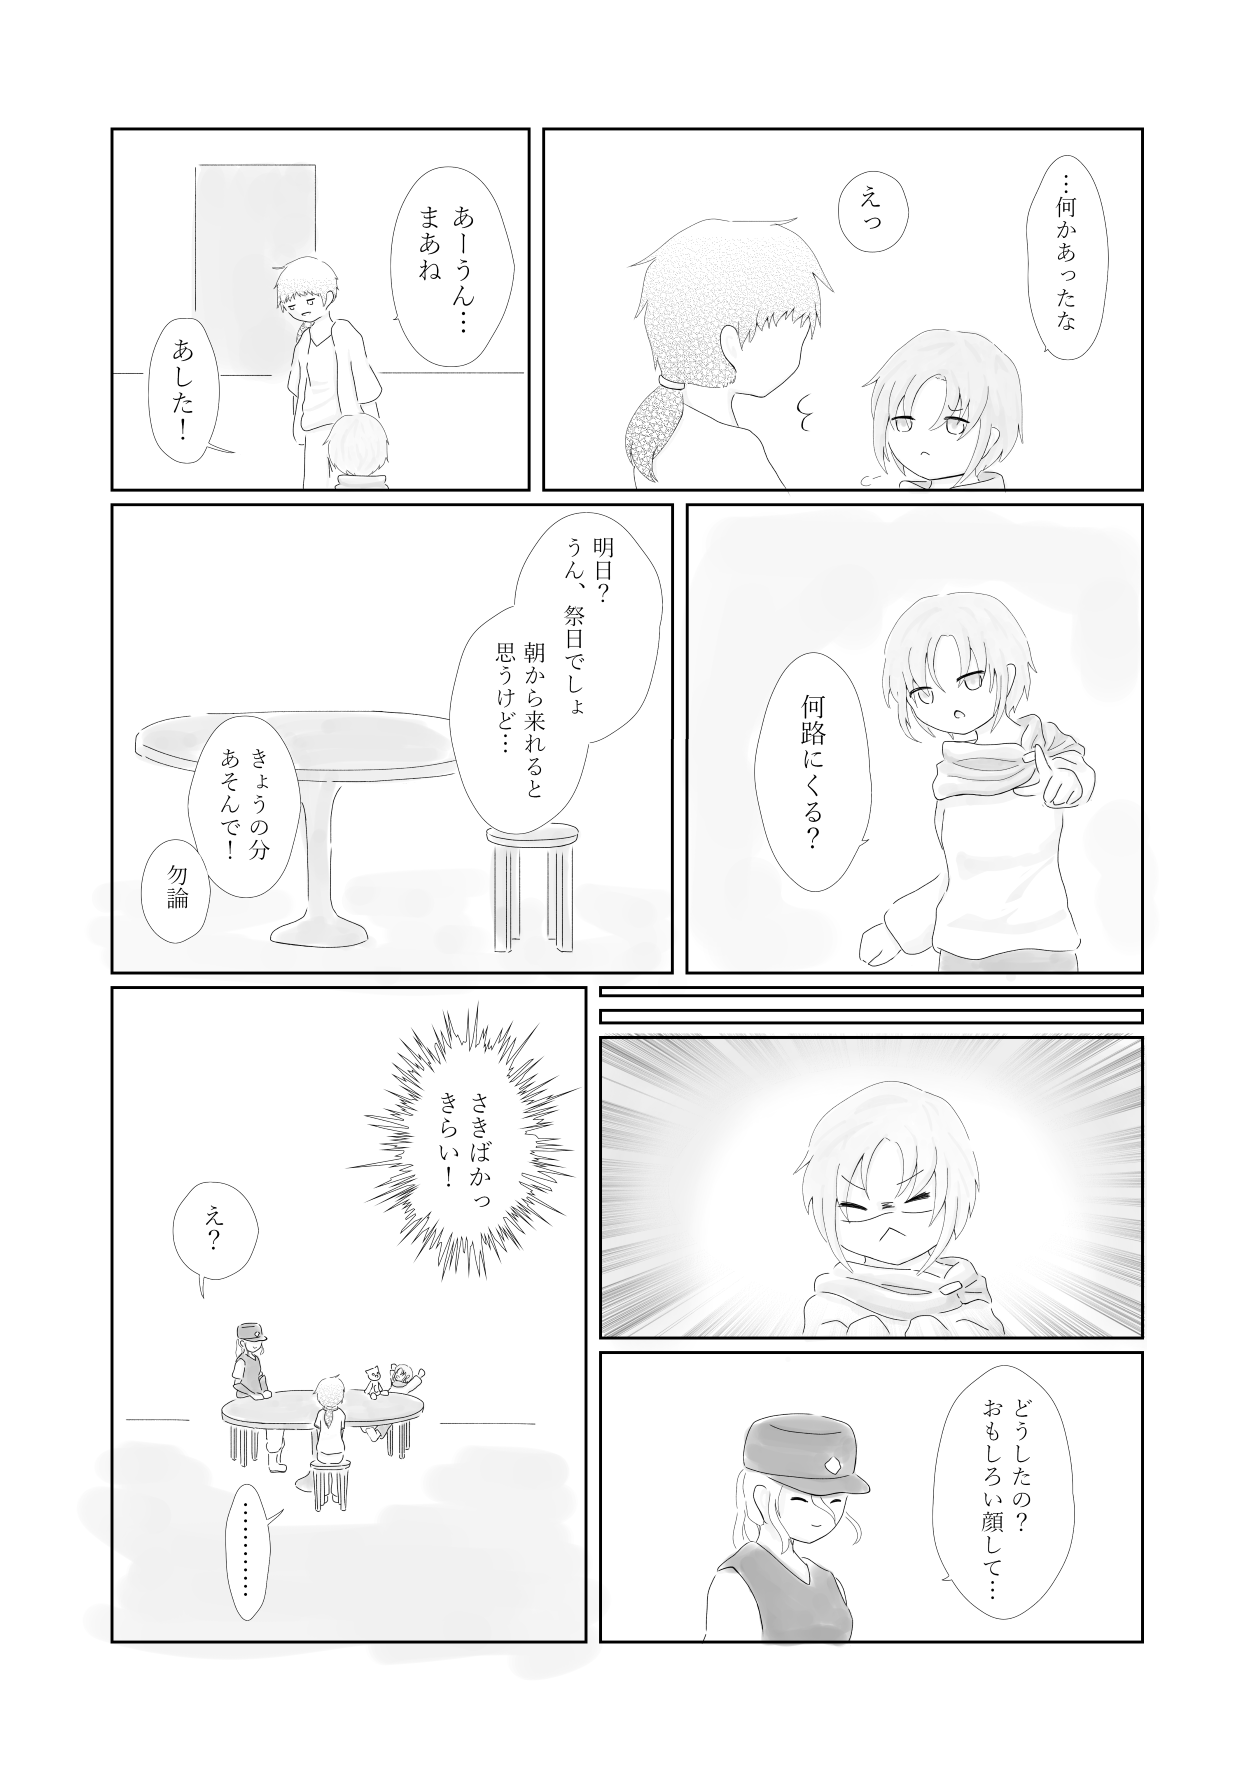 …何かあったな
えっ
あーうん…
まあね
あした！
何路にくる？
明日？
うん、祭日でしょ
朝から来れると
思うけど…
きょうの分
あそんで！
勿論
どうしたの？
おもしろい顔して…
さきばかっ
きらい！
え？
…………